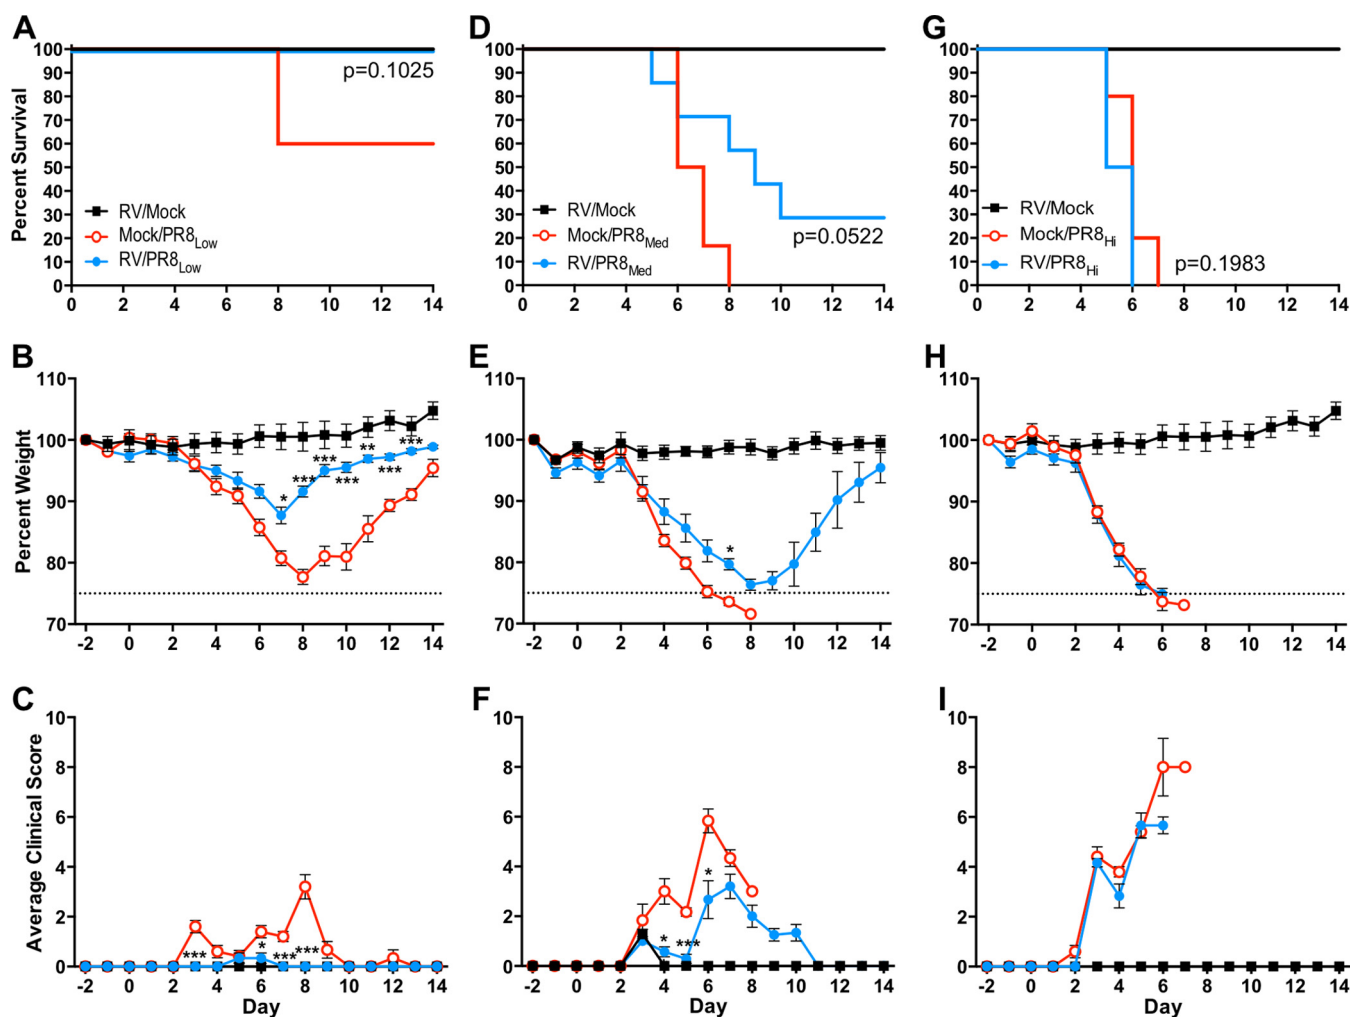 A
D
G
100
90
80
70
60
50
40
30
20
10
0
Percent Survival
p=0.1025
RV/Mock
Mock/PR8Low
RV/PR8Low
0 2 4 6 8 10 12 14
100
90
80
70
60
50
40
30
20
10
0
RV/Mock
Mock/PR8Med
RV/PR8Med
p=0.0522
0 2 4 6 8 10 12 14
100
90
80
70
60
50
40
30
20
10
0
RV/Mock
Mock/PR8Hi
RV/PR8Hi
p=0.1983
0 2 4 6 8 10 12 14
B
E
H
110
100
90
80
70
Percent Weight
* *** *** *** ** *** ***
-2 0 2 4 6 8 10 12 14
110
100
90
80
70
*
-2 0 2 4 6 8 10 12 14
110
100
90
80
70
-2 0 2 4 6 8 10 12 14
C
F
I
10
8
6
4
2
0
Average Clinical Score
*** * *** ***
-2 0 2 4 6 8 10 12 14
Day
10
8
6
4
2
0
* *** *
-2 0 2 4 6 8 10 12 14
Day
10
8
6
4
2
0
-2 0 2 4 6 8 10 12 14
Day